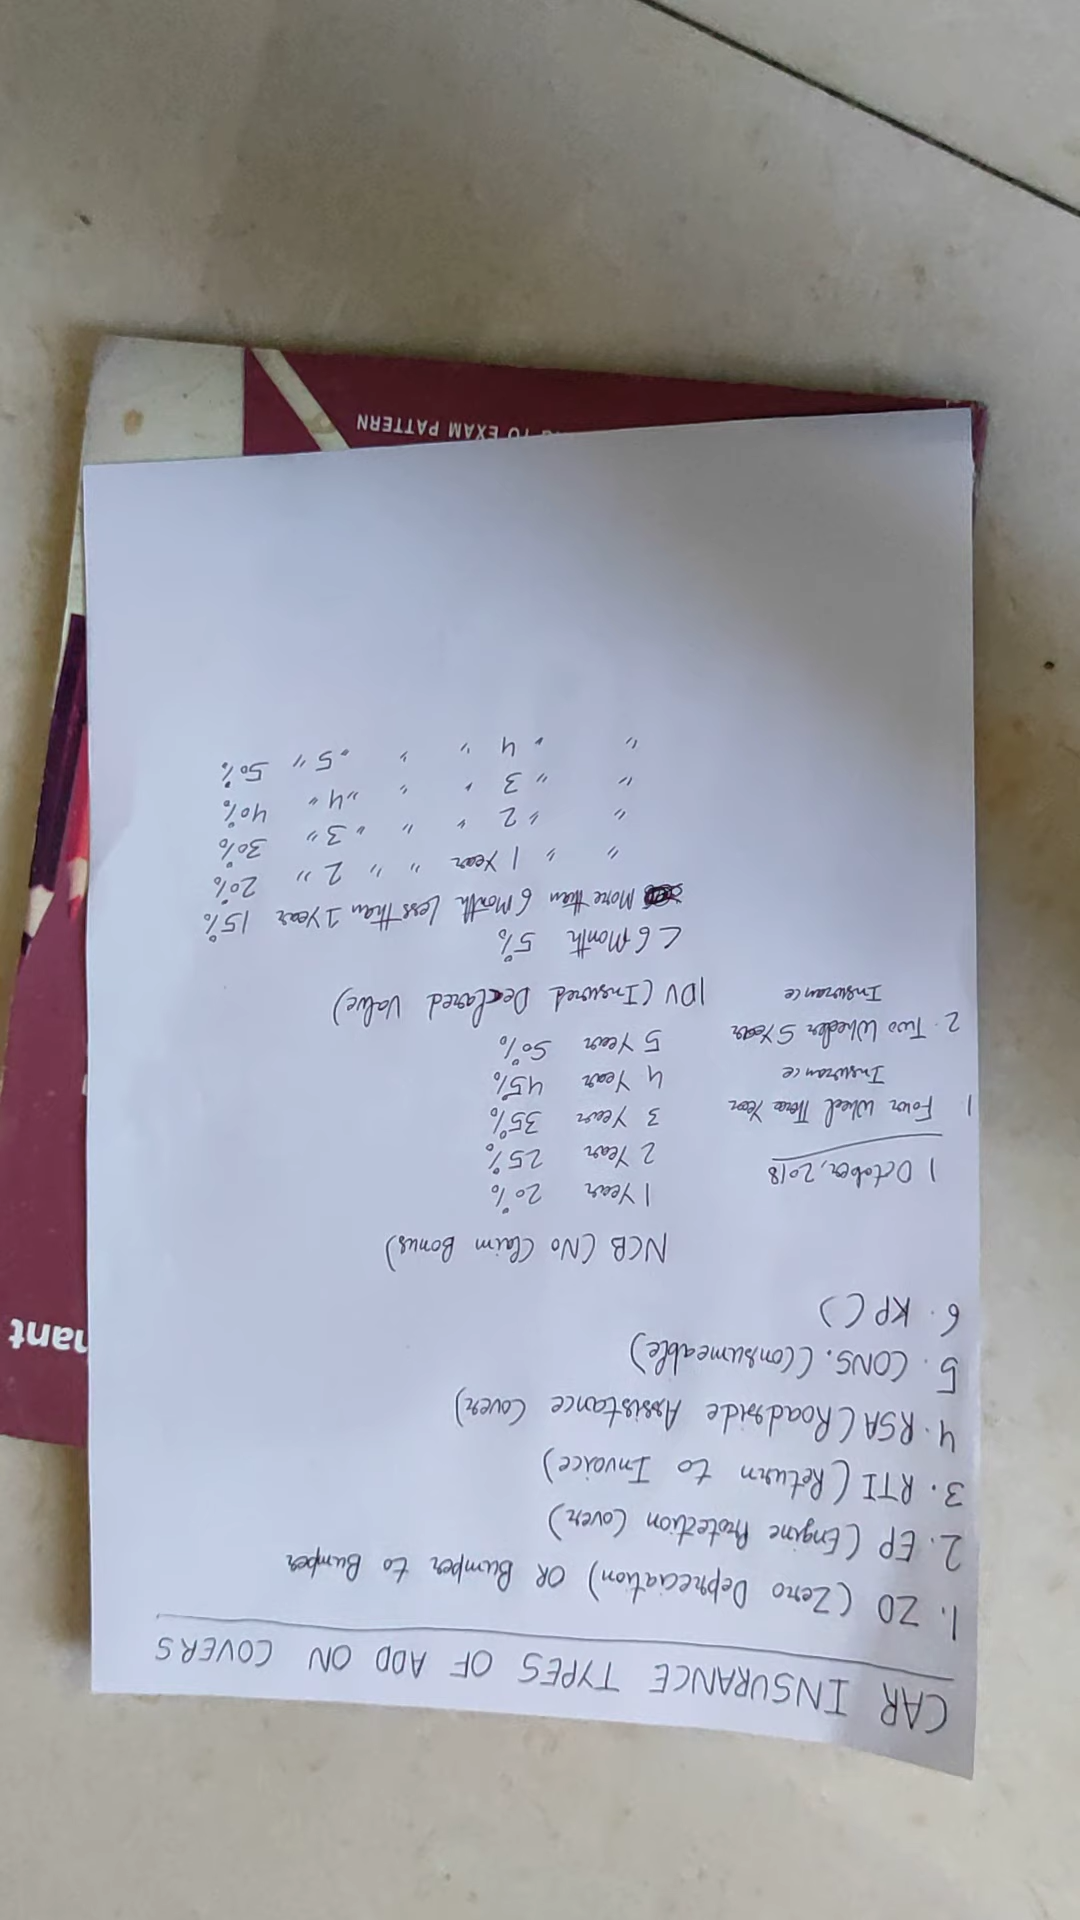 CAR INSURANCE TYPES OF ADD ON COVERS
1. ZD (Zero Depreciation) OR Bumper to Bumper
2. EP (Engine Protection Cover)
3. RTI (Return to Invoice)
4. RSA (Roadside Assistance Cover)
5. CONS. (Consumeable)
6. KP ( )
NCB (No Claim Bonus)
1 Year 20%
2 Year 25%
3 Year 35%
4 Year 45%
5 Year 50%
1 October, 2018
1 Four Wheel Year
Insurance
2. Two Wheeler 5 Year
Insurance
IDV (Insured Declared Value)
< 6 Month 5%
More than 6 Month Less than 1 Year 15%
" " 1 Year " " 2 " 20%
" " 2 " " " 3 " 30%
" " 3 " " " 4 " 40%
" " 4 " " " 5 " 50%
TO EXAM PATTERN
hant